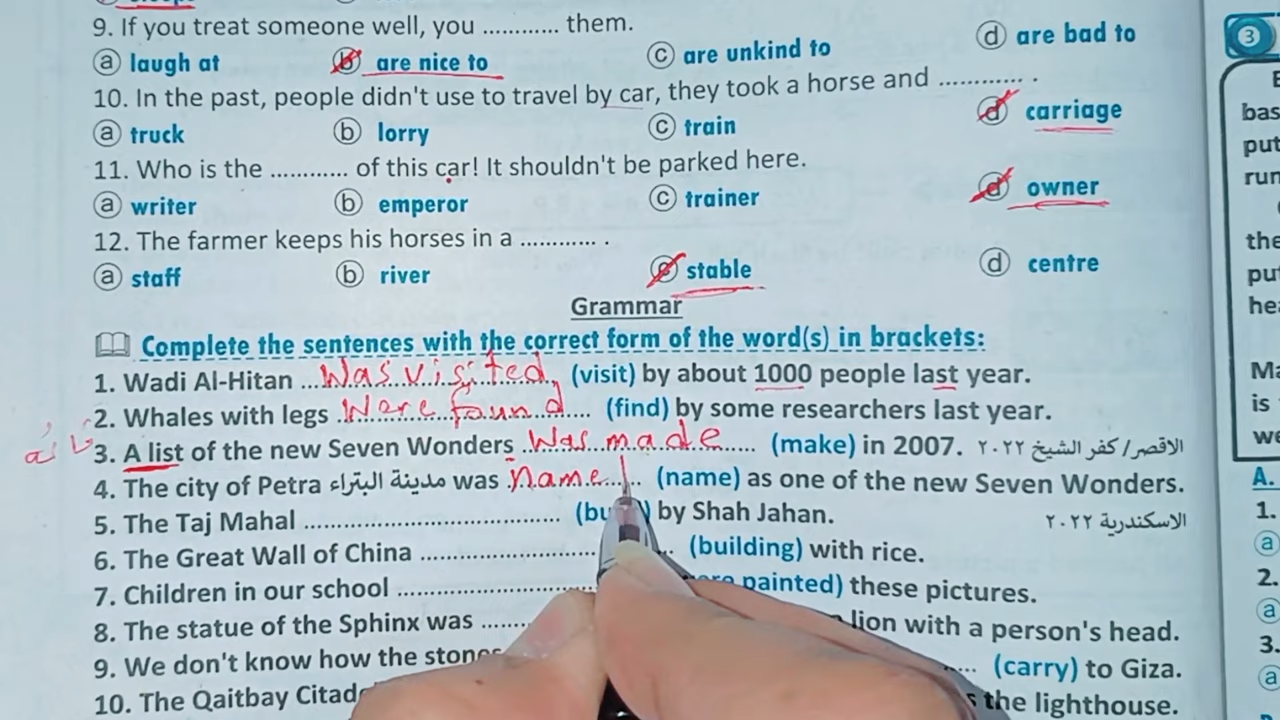 9. If you treat someone well, you ............ them.
ⓐ laugh at ⓑ are nice to ⓒ are unkind to ⓓ are bad to
10. In the past, people didn't use to travel by car, they took a horse and ............ .
ⓐ truck ⓑ lorry ⓒ train ⓓ carriage
11. Who is the ............ of this car! It shouldn't be parked here.
ⓐ writer ⓑ emperor ⓒ trainer ⓓ owner
12. The farmer keeps his horses in a ............. .
ⓐ staff ⓑ river ⓒ stable ⓓ centre
Grammar
Complete the sentences with the correct form of the word(s) in brackets:
1. Wadi Al-Hitan ... Was visited (visit) by about 1000 people last year.
2. Whales with legs Were found ... (find) by some researchers last year.
3. A list of the new Seven Wonders Was made ... (make) in 2007. الاقصر/ كفر الشيخ ٢٠٢٢
4. The city of Petra مدينة البتراء was name (name) as one of the new Seven Wonders.
5. The Taj Mahal ........................................ by Shah Jahan. الاسكندرية ٢٠٢٢
6. The Great Wall of China ........................ (building) with rice.
7. Children in our school ........................ painted) these pictures.
8. The statue of the Sphinx was ...... lion with a person's head.
9. We don't know how the ...... (carry) to Giza.
10. The Qaitbay the lighthouse.
3
put
the
is
A.
1.
ⓐ
2.
ⓐ
3.
ⓐ